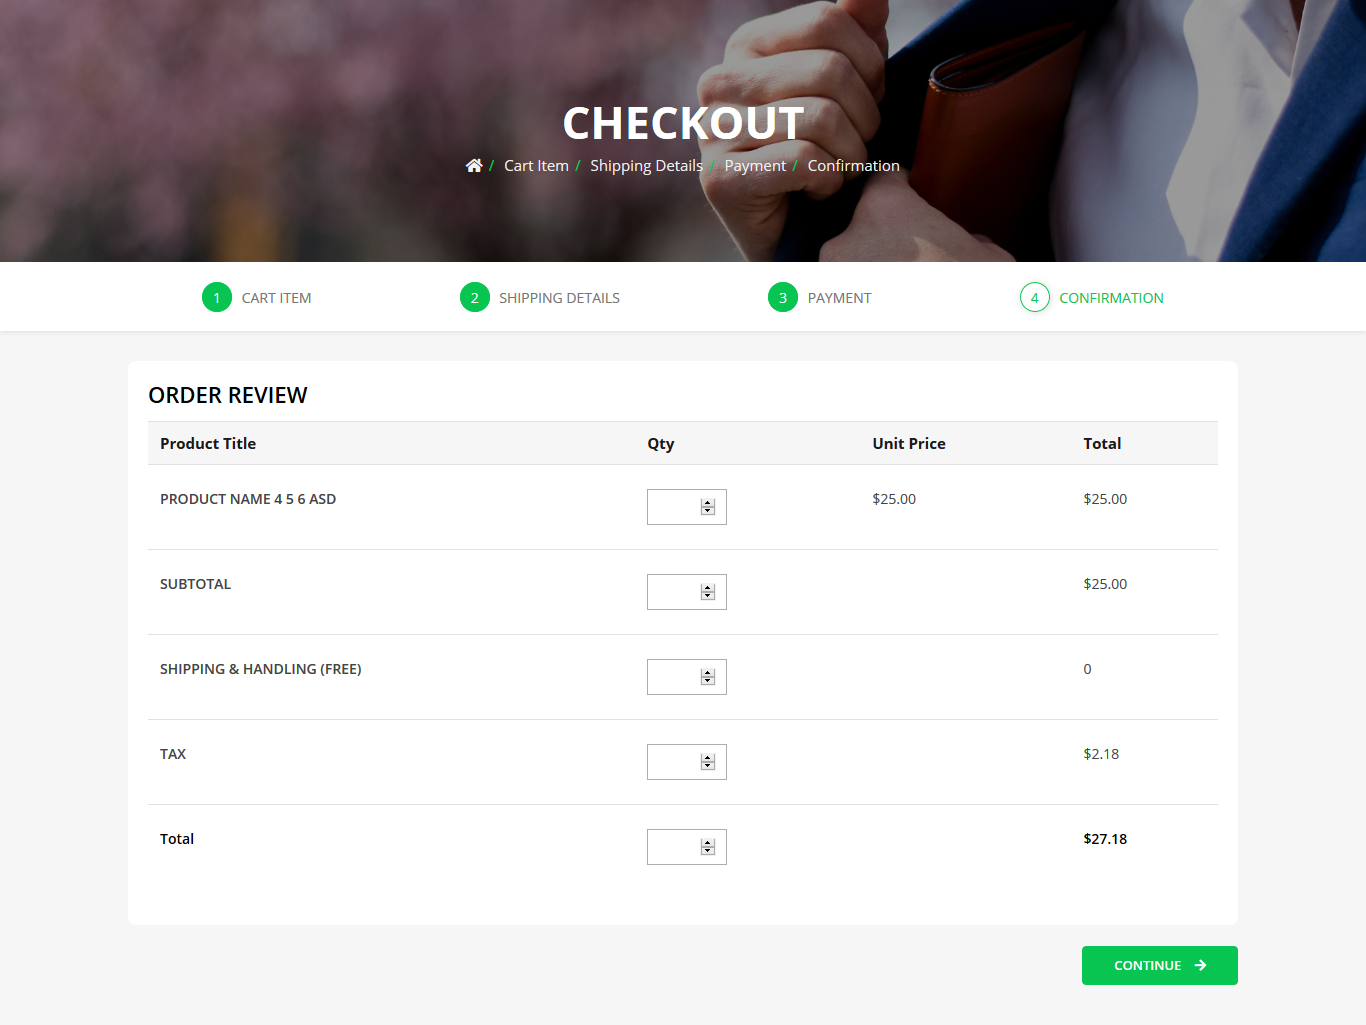 CHECKOUT
/ Cart Item / Shipping Details / Payment / Confirmation
1 CART ITEM 2 SHIPPING DETAILS 3 PAYMENT 4 CONFIRMATION
ORDER REVIEW
Product Title Qty Unit Price Total
PRODUCT NAME 4 5 6 ASD $25.00 $25.00
SUBTOTAL $25.00
SHIPPING & HANDLING (FREE) 0
TAX $2.18
Total $27.18
CONTINUE